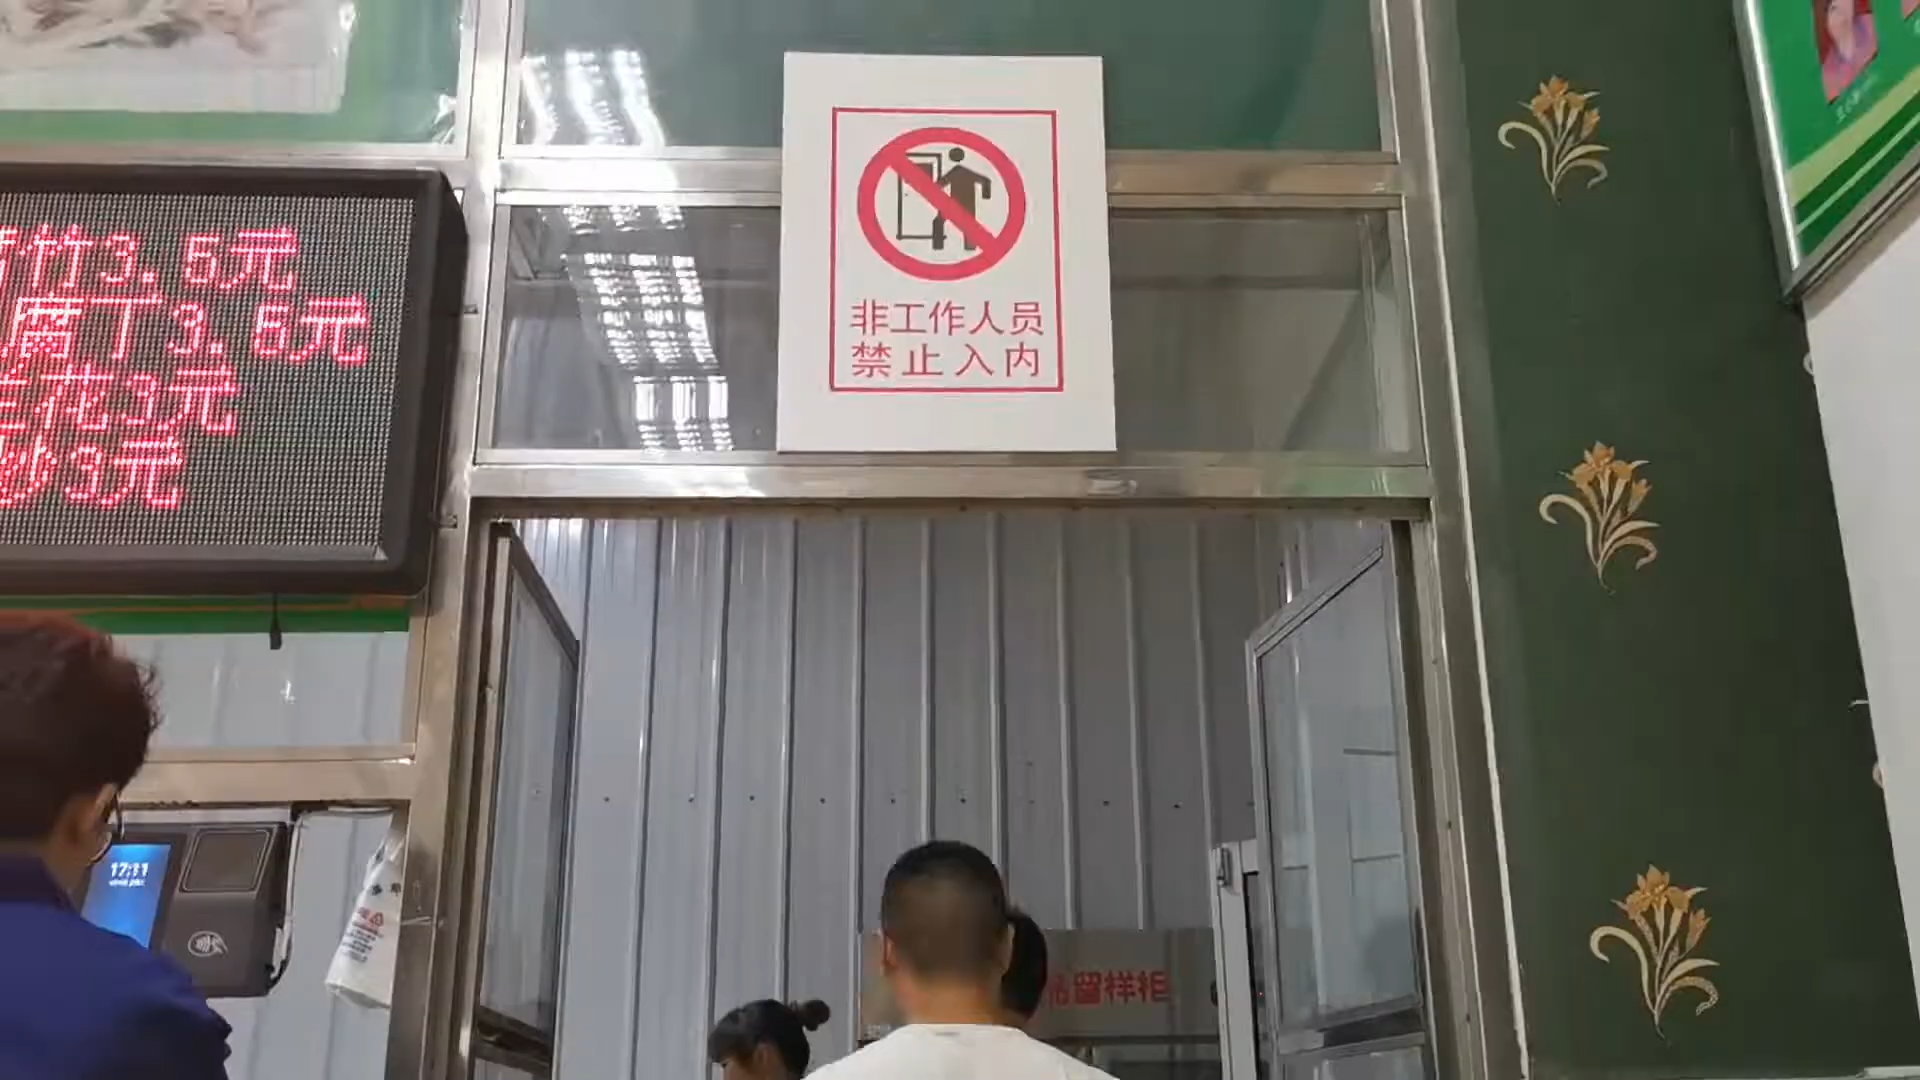 竹3.5元
腐丁3.5元
花3元
炒3元
非工作人员
禁止入内
17:11
留样柜